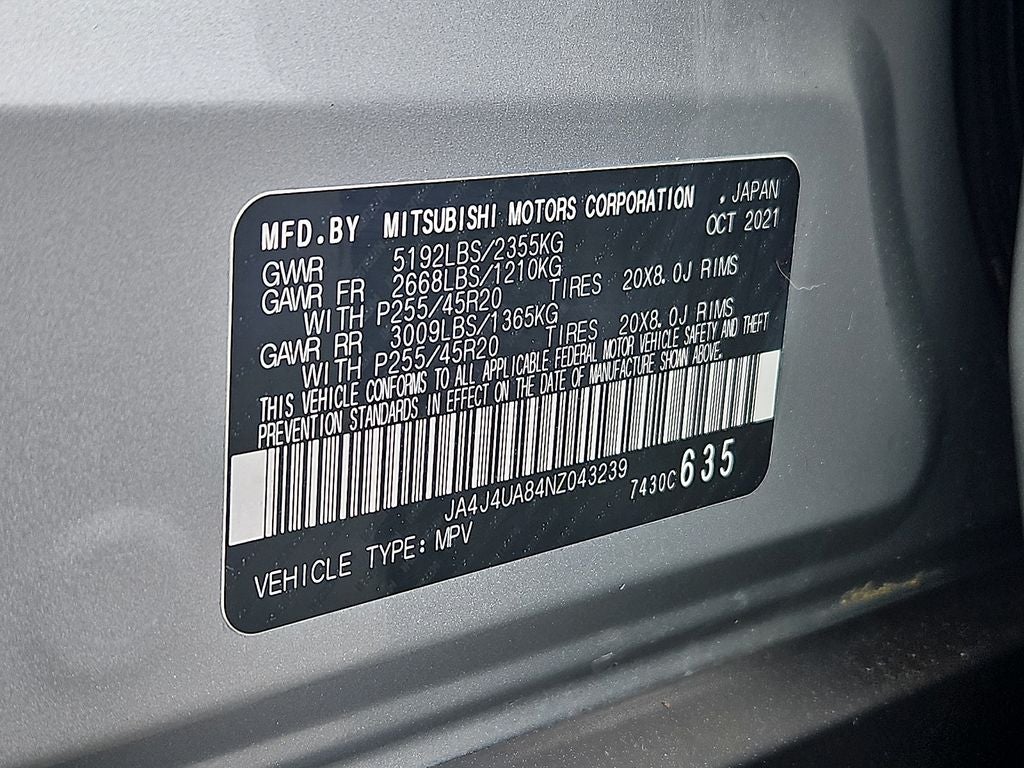 MFD.BY MITSUBISHI MOTORS CORPORATION . JAPAN
OCT 2021
GWWR 5192LBS/2355KG
GAWR FR 2668LBS/1210KG
WITH P255/45R20 TIRES 20X8.0J RIMS
GAWR RR 3009LBS/1365KG
WITH P255/45R20 TIRES 20X8.0J RIMS
THIS VEHICLE CONFORMS TO ALL APPLICABLE FEDERAL MOTOR VEHICLE SAFETY AND THEFT
PREVENTION STANDARDS IN EFFECT ON THE DATE OF MANUFACTURE SHOWN ABOVE.
JA4J4UA84NZ043239
7430C 635
VEHICLE TYPE: MPV